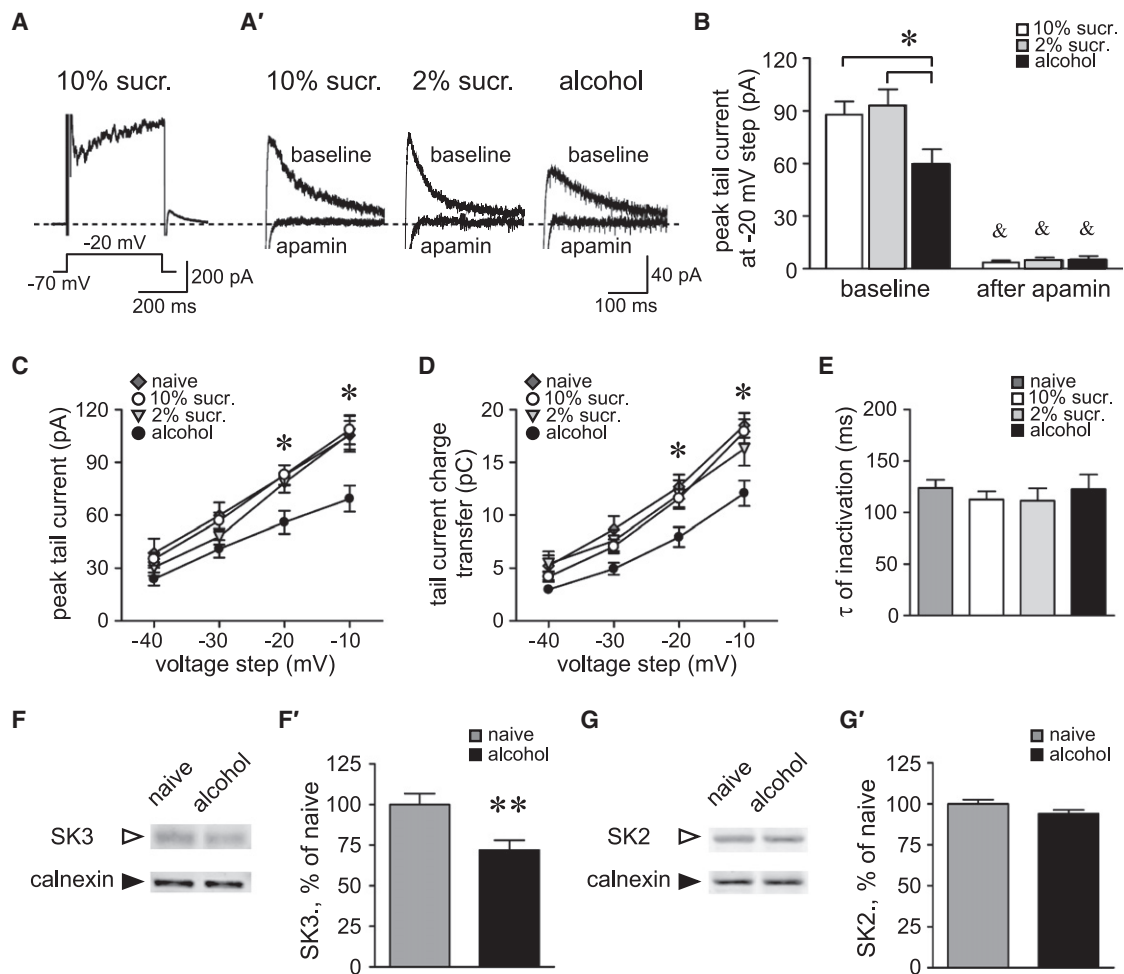 A
10% sucr.
-20 mV
-70 mV
200 pA
200 ms
A'
10% sucr.
2% sucr.
alcohol
baseline
baseline
baseline
apamin
apamin
apamin
40 pA
100 ms
B
10% sucr.
2% sucr.
alcohol
*
peak tail current
at -20 mV step (pA)
120
90
60
30
0
& & &
baseline
after apamin
C
naive
10% sucr.
2% sucr.
alcohol
* *
peak tail current (pA)
120
90
60
30
0
-40 -30 -20 -10
voltage step (mV)
D
naive
10% sucr.
2% sucr.
alcohol
* *
tail current charge
transfer (pC)
20
15
10
5
0
-40 -30 -20 -10
voltage step (mV)
E
naive
10% sucr.
2% sucr.
alcohol
τ of inactivation (ms)
200
150
100
50
0
F
naive
alcohol
SK3
calnexin
F'
naive
alcohol
**
SK3., % of naive
125
100
75
50
25
0
G
naive
alcohol
SK2
calnexin
G'
naive
alcohol
SK2., % of naive
125
100
75
50
25
0